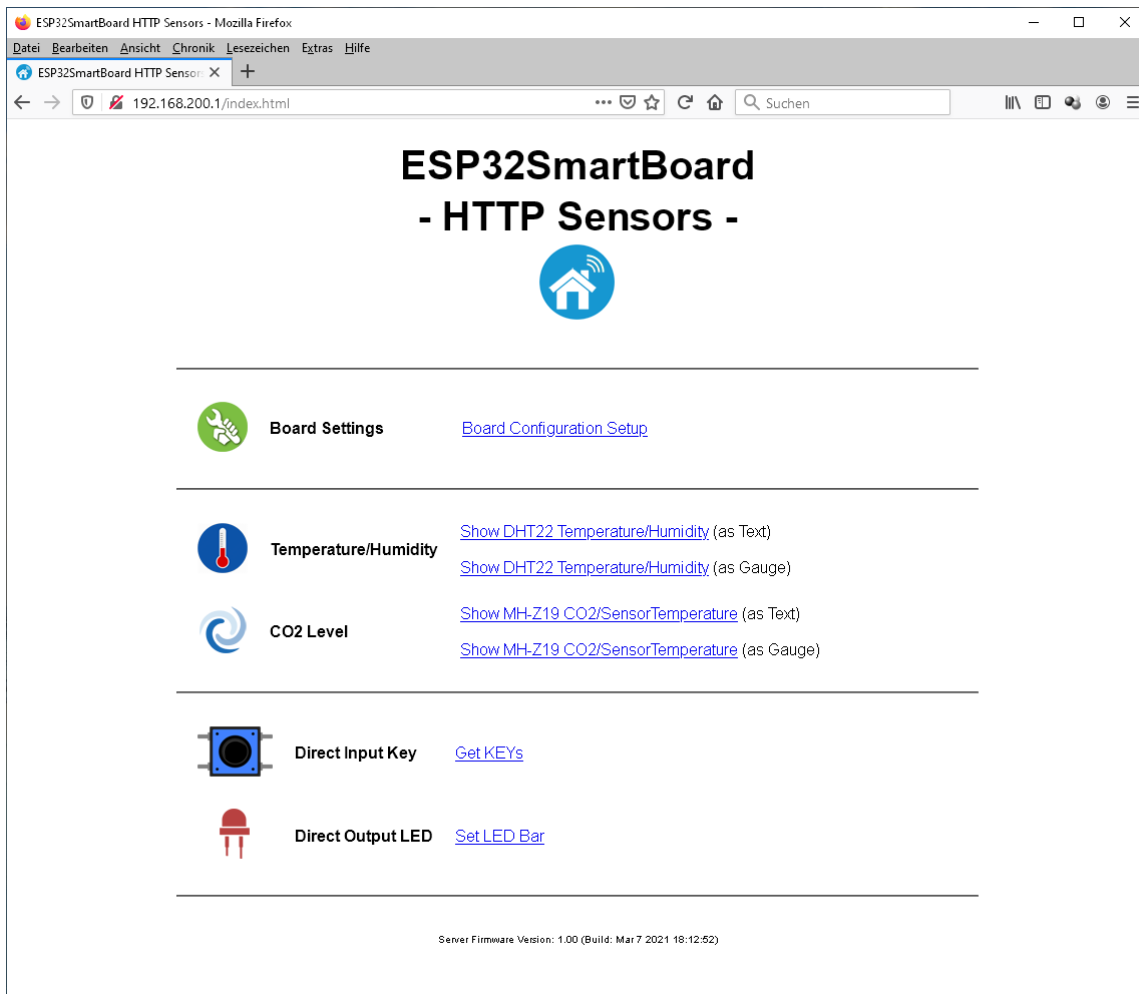 ESP32SmartBoard HTTP Sensors - Mozilla Firefox
Datei Bearbeiten Ansicht Chronik Lesezeichen Extras Hilfe
ESP32SmartBoard HTTP Sensor
192.168.200.1/index.html
Suchen
ESP32SmartBoard
- HTTP Sensors -
Board Settings Board Configuration Setup
Show DHT22 Temperature/Humidity (as Text)
Temperature/Humidity
Show DHT22 Temperature/Humidity (as Gauge)
Show MH-Z19 CO2/SensorTemperature (as Text)
CO2 Level
Show MH-Z19 CO2/SensorTemperature (as Gauge)
Direct Input Key Get KEYs
Direct Output LED Set LED Bar
Server Firmware Version: 1.00 (Build: Mar 7 2021 18:12:52)